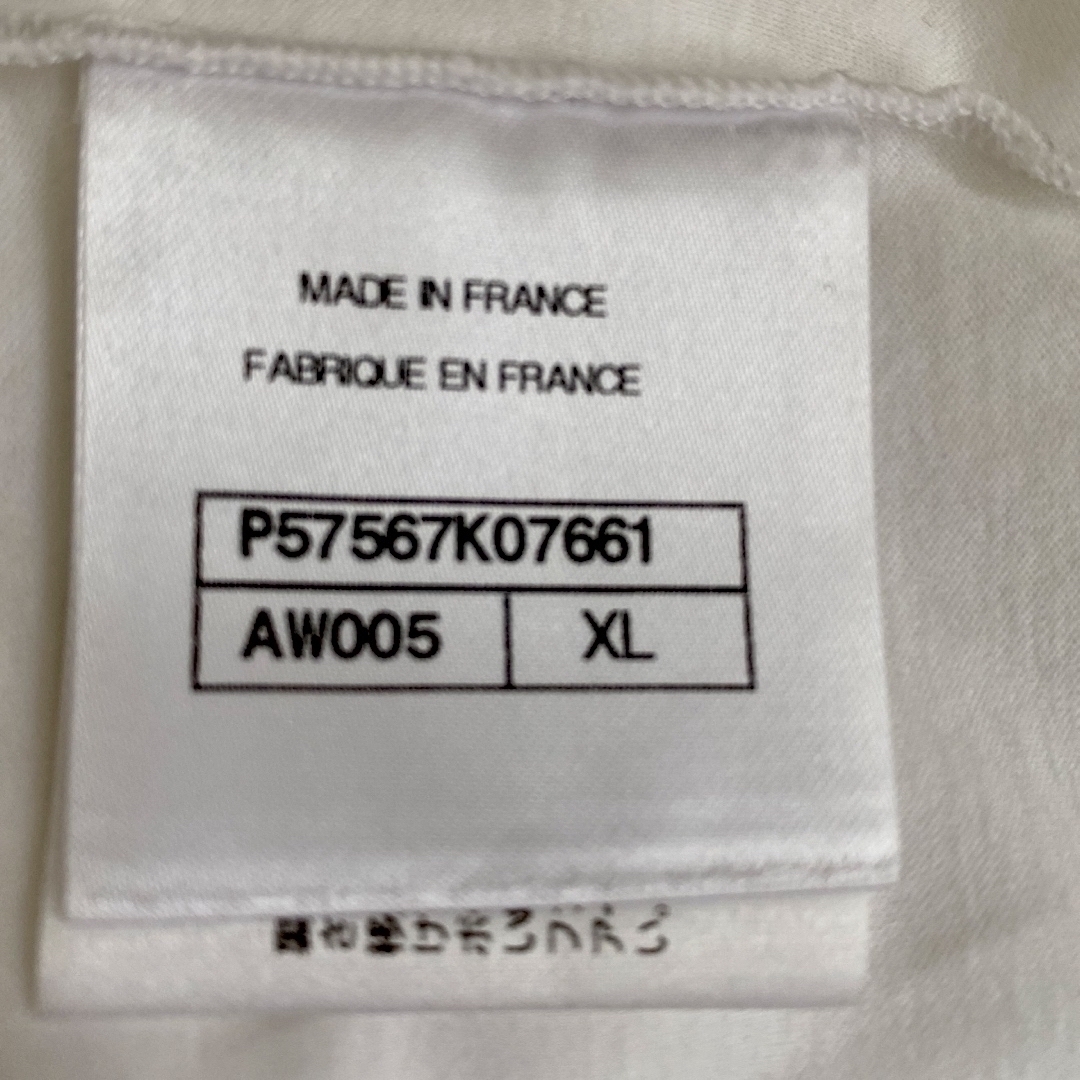 MADE IN FRANCE
FABRIQUE EN FRANCE
P57567K07661
AW005 XL